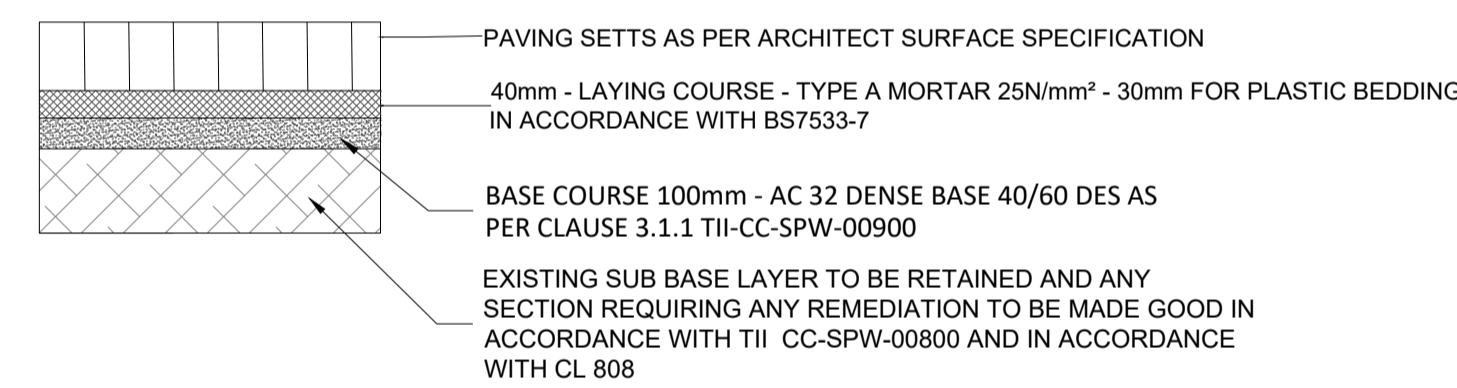 PAVING SETTS AS PER ARCHITECT SURFACE SPECIFICATION
40mm - LAYING COURSE - TYPE A MORTAR 25N/mm² - 30mm FOR PLASTIC BEDDING
IN ACCORDANCE WITH BS7533-7
BASE COURSE 100mm - AC 32 DENSE BASE 40/60 DES AS
PER CLAUSE 3.1.1 TII-CC-SPW-00900
EXISTING SUB BASE LAYER TO BE RETAINED AND ANY
SECTION REQUIRING ANY REMEDIATION TO BE MADE GOOD IN
ACCORDANCE WITH TII CC-SPW-00800 AND IN ACCORDANCE
WITH CL 808